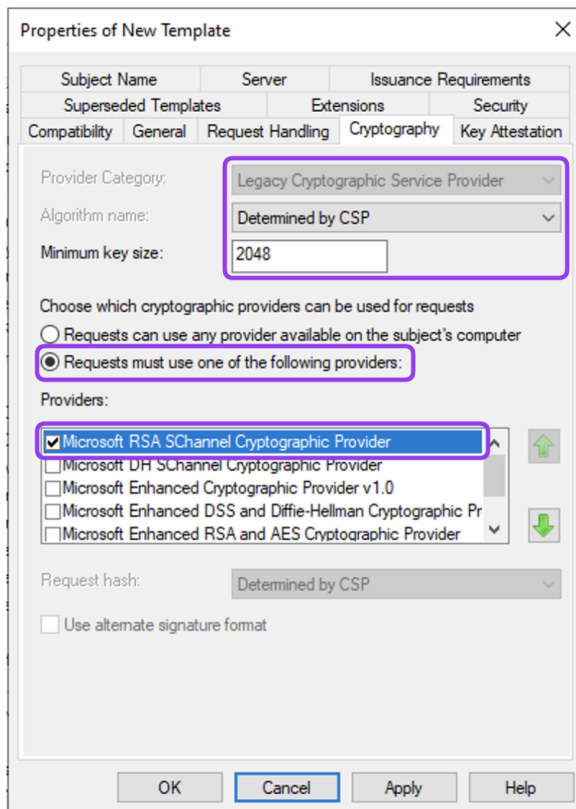 Properties of New Template
Subject Name Server Issuance Requirements
Superseded Templates Extensions Security
Compatibility General Request Handling Cryptography Key Attestation
Provider Category: Legacy Cryptographic Service Provider
Algorithm name: Determined by CSP
Minimum key size: 2048
Choose which cryptographic providers can be used for requests
Requests can use any provider available on the subject's computer
Requests must use one of the following providers:
Providers:
Microsoft RSA SChannel Cryptographic Provider
Microsoft DH SChannel Cryptographic Provider
Microsoft Enhanced Cryptographic Provider v1.0
Microsoft Enhanced DSS and Diffie-Hellman Cryptographic Pr
Microsoft Enhanced RSA and AES Cryptographic Provider
Request hash: Determined by CSP
Use alternate signature format
OK Cancel Apply Help